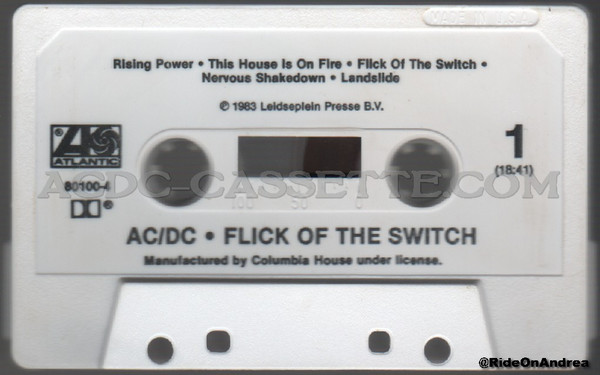 MADE IN U.S.A.
Rising Power • This House Is On Fire • Flick Of The Switch •
Nervous Shakedown • Landslide
℗ 1983 Leidseplein Presse B.V.
ATLANTIC
1
80100-4
(18:41)
ACDC-CASSETTE.COM
100 50 0
AC/DC • FLICK OF THE SWITCH
Manufactured by Columbia House under license.
@RideOnAndrea